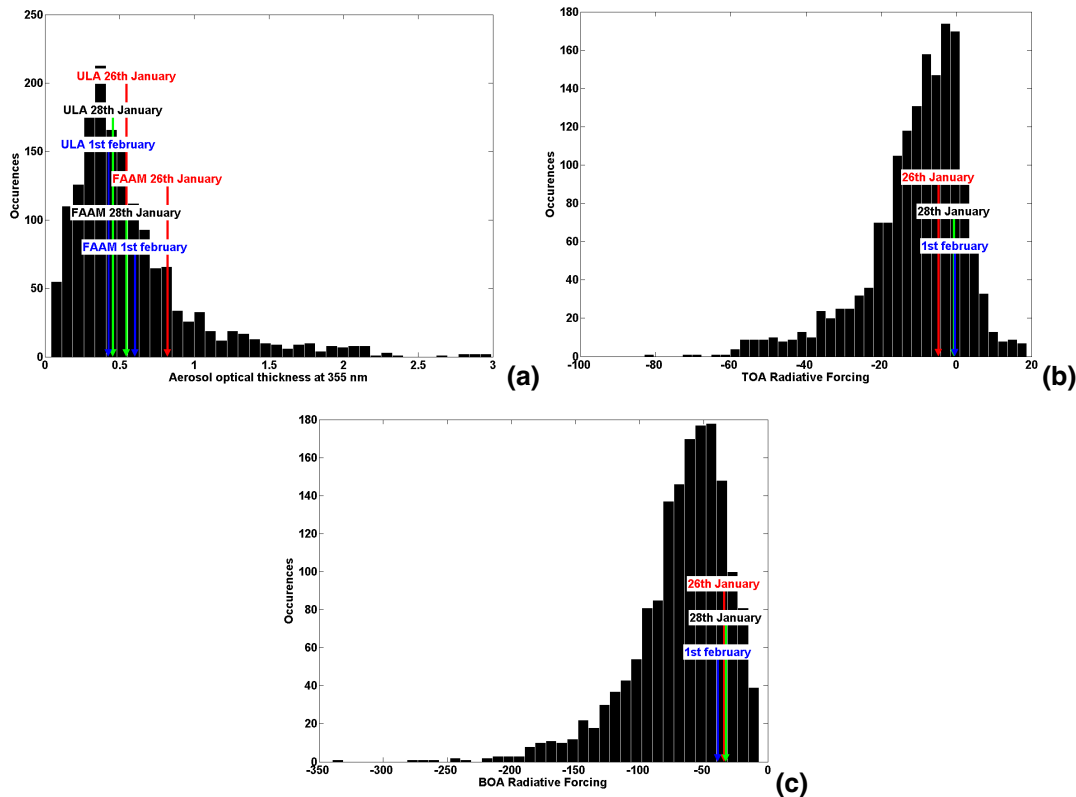 250
200
150
100
50
0
Occurences
ULA 26th January
ULA 28th January
ULA 1st february
FAAM 26th January
FAAM 28th January
FAAM 1st february
0 0.5 1 1.5 2 2.5 3
Aerosol optical thickness at 355 nm
(a)
180
160
140
120
100
80
60
40
20
0
Occurences
26th January
28th January
1st february
-100 -80 -60 -40 -20 0 20
TOA Radiative Forcing
(b)
180
160
140
120
100
80
60
40
20
0
Occurences
26th January
28th January
1st february
-350 -300 -250 -200 -150 -100 -50 0
BOA Radiative Forcing
(c)